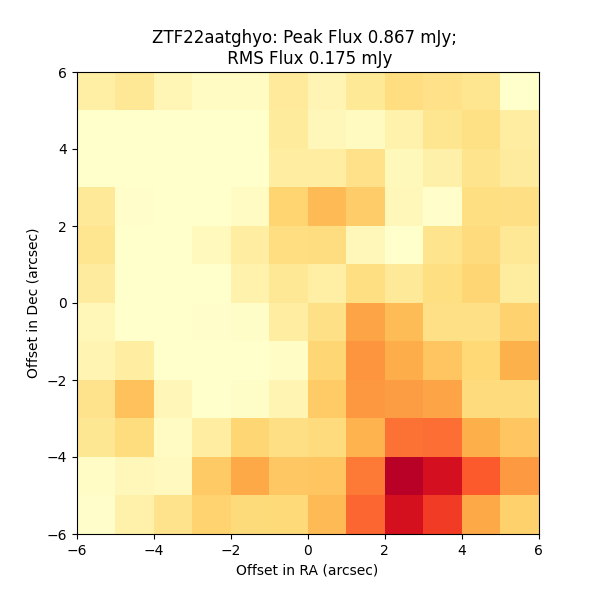 ZTF22aatghyo: Peak Flux 0.867 mJy;
RMS Flux 0.175 mJy
6
4
2
0
−2
−4
−6
Offset in Dec (arcsec)
−6 −4 −2 0 2 4 6
Offset in RA (arcsec)